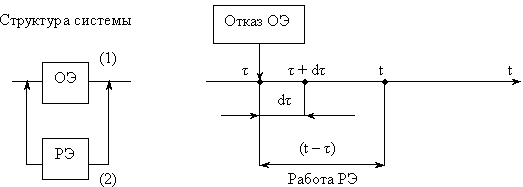 Структура системы
Отказ ОЭ
(1)
ОЭ
τ
τ + dτ
t
t
dτ
РЭ
(2)
(t – τ)
Работа РЭ